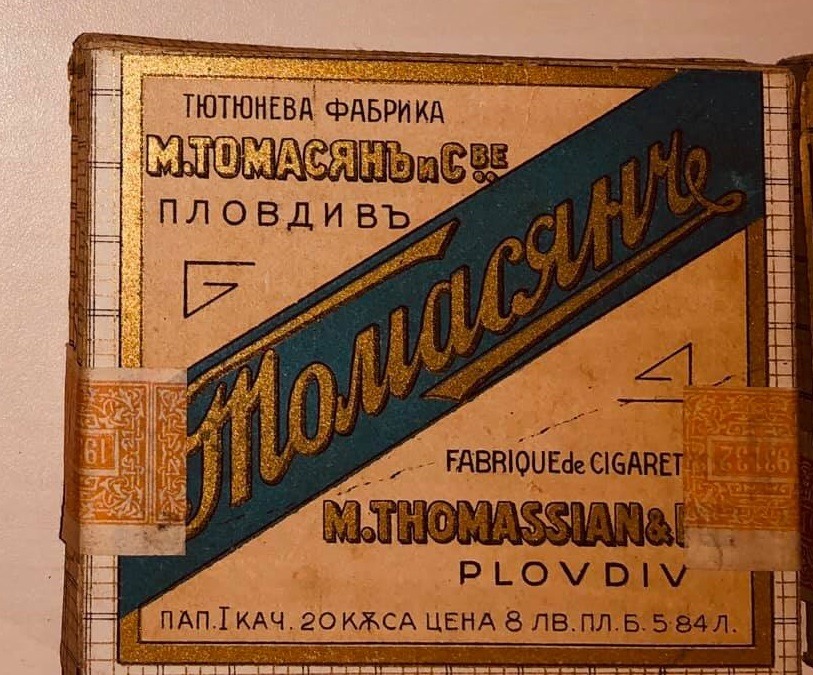 ТЮТЮНЕВА ФАБРИКА
М.ТОМАСЯНЪ и С ВЕ
ПЛОВДИВЪ
Томасянъ
FABRIQUE de CIGARET
M.THOMASSIAN &
PLOVDIV
ПАП. I КАЧ. 20 КѪСА ЦЕНА 8 ЛВ. ПЛ. Б. 5·84 Л.